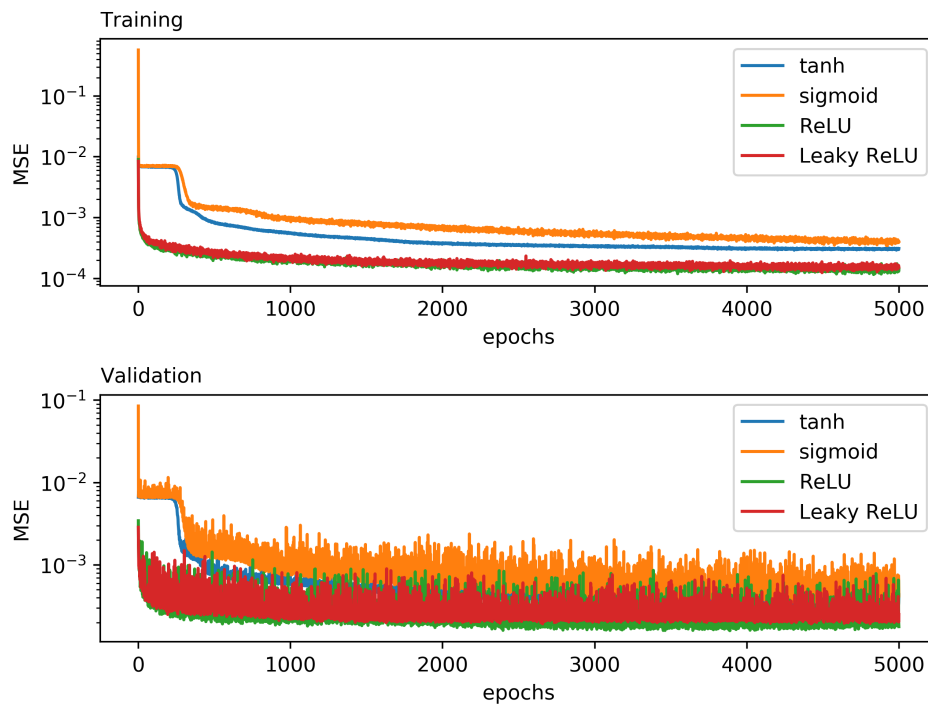 Training
MSE
10⁻¹
10⁻²
10⁻³
10⁻⁴
tanh
sigmoid
ReLU
Leaky ReLU
0 1000 2000 3000 4000 5000
epochs
Validation
MSE
10⁻¹
10⁻²
10⁻³
tanh
sigmoid
ReLU
Leaky ReLU
0 1000 2000 3000 4000 5000
epochs